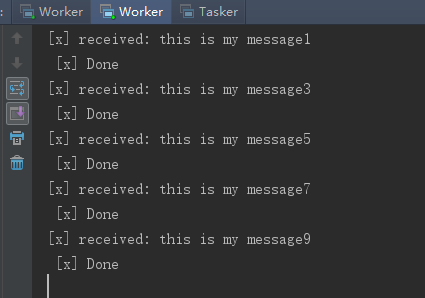 : Worker Worker Tasker
[x] received: this is my message1
[x] Done
[x] received: this is my message3
[x] Done
[x] received: this is my message5
[x] Done
[x] received: this is my message7
[x] Done
[x] received: this is my message9
[x] Done